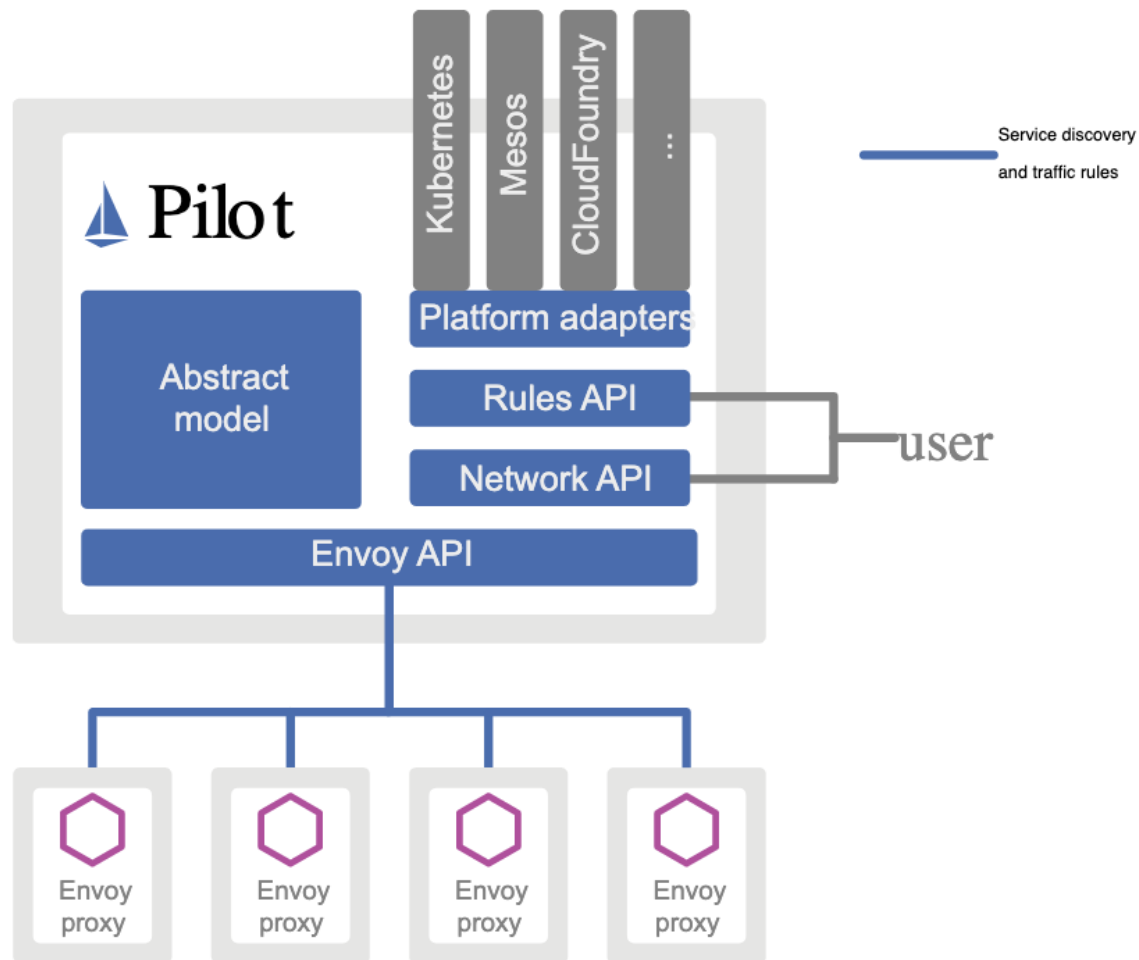 Kubernetes
Mesos
CloudFoundry
...
Service discovery
and traffic rules
Pilot
Platform adapters
Abstract
model
Rules API
Network API
user
Envoy API
Envoy
proxy
Envoy
proxy
Envoy
proxy
Envoy
proxy